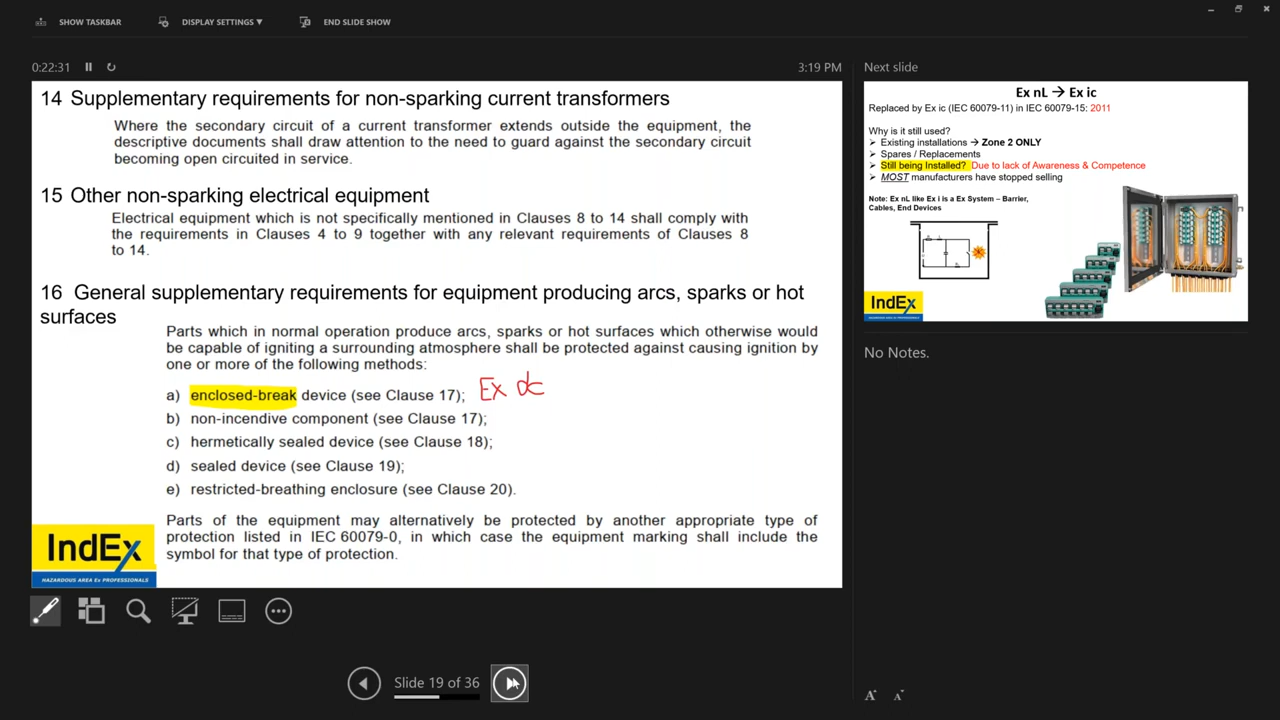 SHOW TASKBAR
DISPLAY SETTINGS ▼
END SLIDE SHOW
0:22:31
3:19 PM
14 Supplementary requirements for non-sparking current transformers
Where the secondary circuit of a current transformer extends outside the equipment, the
descriptive documents shall draw attention to the need to guard against the secondary circuit
becoming open circuited in service.
15 Other non-sparking electrical equipment
Electrical equipment which is not specifically mentioned in Clauses 8 to 14 shall comply with
the requirements in Clauses 4 to 9 together with any relevant requirements of Clauses 8
to 14.
16 General supplementary requirements for equipment producing arcs, sparks or hot
surfaces
Parts which in normal operation produce arcs, sparks or hot surfaces which otherwise would
be capable of igniting a surrounding atmosphere shall be protected against causing ignition by
one or more of the following methods:
a) enclosed-break device (see Clause 17); Ex dc
b) non-incendive component (see Clause 17);
c) hermetically sealed device (see Clause 18);
d) sealed device (see Clause 19);
e) restricted-breathing enclosure (see Clause 20).
Parts of the equipment may alternatively be protected by another appropriate type of
protection listed in IEC 60079-0, in which case the equipment marking shall include the
symbol for that type of protection.
IndEx
HAZARDOUS AREA Ex PROFESSIONALS
Slide 19 of 36
Next slide
Ex nL → Ex ic
Replaced by Ex ic (IEC 60079-11) in IEC 60079-15: 2011
Why is it still used?
➢ Existing installations → Zone 2 ONLY
➢ Spares / Replacements
➢ Still being Installed? Due to lack of Awareness & Competence
➢ MOST manufacturers have stopped selling
Note: Ex nL like Ex i is a Ex System – Barrier,
Cables, End Devices
IndEx
HAZARDOUS AREA Ex PROFESSIONALS
No Notes.
A A